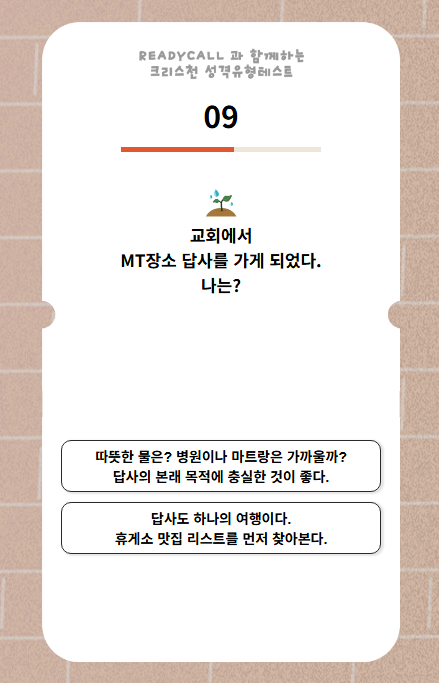 READYCALL 과 함께하는
크리스천 성격유형테스트
09
교회에서
MT장소 답사를 가게 되었다.
나는?
따뜻한 물은? 병원이나 마트랑은 가까울까?
답사의 본래 목적에 충실한 것이 좋다.
답사도 하나의 여행이다.
휴게소 맛집 리스트를 먼저 찾아본다.